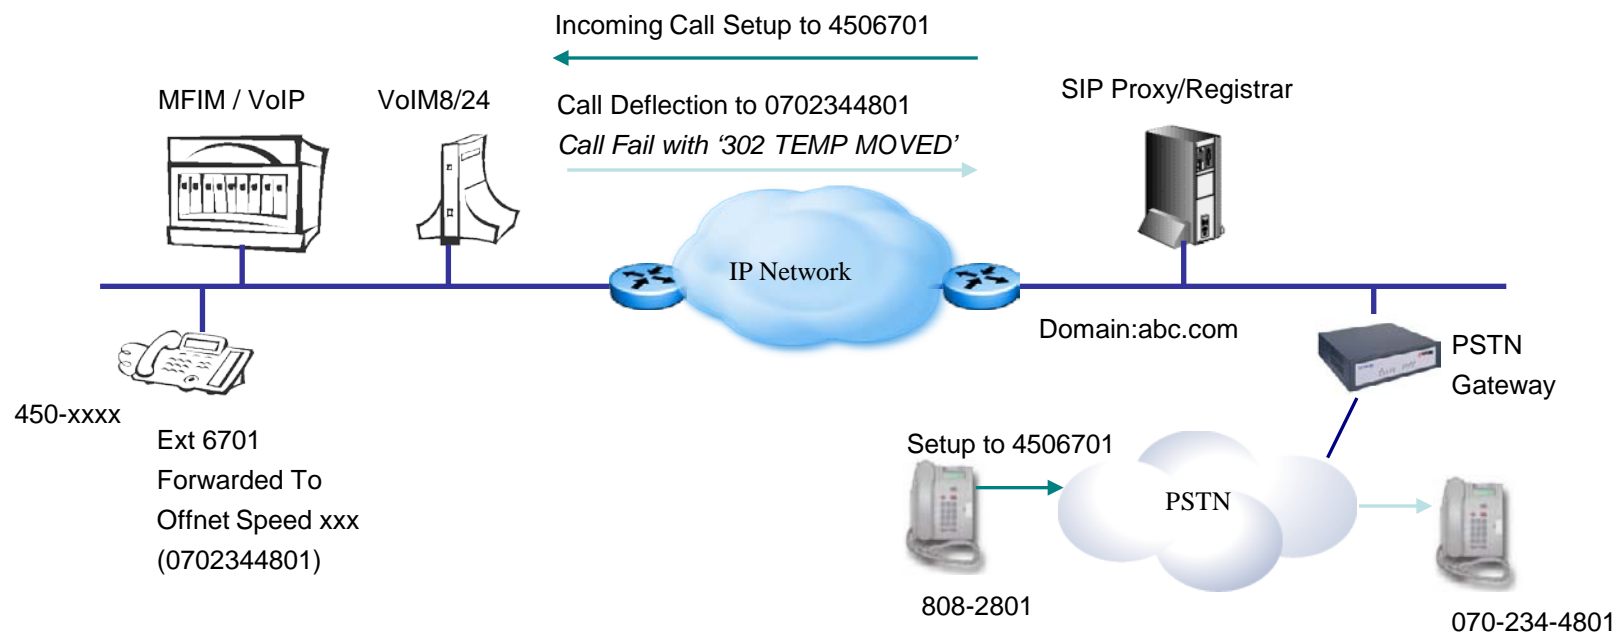 Incoming Call Setup to 4506701
MFIM / VoIP
VoIM8/24
Call Deflection to 0702344801
Call Fail with ‘302 TEMP MOVED’
SIP Proxy/Registrar
IP Network
Domain:abc.com
PSTN
Gateway
450-xxxx
Ext 6701
Forwarded To
Offnet Speed xxx
(0702344801)
Setup to 4506701
PSTN
808-2801
070-234-4801